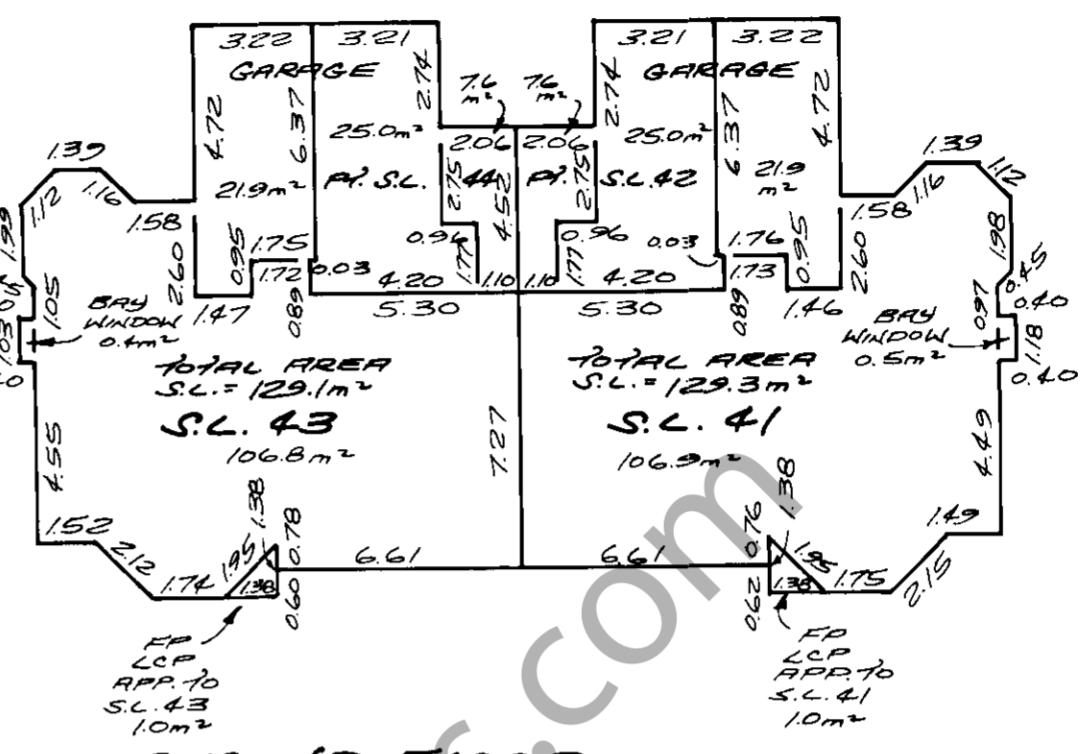 3.22 3.21 3.21 3.22
GARAGE GARAGE
2.74 7.6 m² 7.6 m² 2.74
4.72 6.37 25.0m² 2.06 2.06 25.0m² 6.37 4.72
1.39 1.39
1.12 1.16 1.16 1.12
21.9m² Pt. S.L. 44 Pt. S.L. 42 21.9 m²
2.75 4.52 2.75
1.99 1.58 1.58 1.98
0.96 0.96
2.60 0.95 1.75 0.03 1.77 1.77 0.03 1.76 0.95 2.60
1.72 4.20 1.10 1.10 4.20 1.73
0.45
1.05 1.47 0.89 5.30 5.30 0.89 1.46 0.97 0.40
BAY WINDOW 0.4m²
BAY WINDOW 0.5m²
1.03 1.18
0.40
TOTAL AREA
S.L. = 129.1m²
S.L. 43
106.8m²
TOTAL AREA
S.L. = 129.3m²
S.L. 41
106.9m²
7.27
4.55 4.49
1.52 1.38 0.78 0.76 1.38 1.49
2.12 1.95 6.61 6.61 1.95 2.15
1.74 1.38 0.60 0.62 1.38 1.75
FP
LCP
APP. TO
S.L. 43
1.0m²
FP
LCP
APP. TO
S.L. 41
1.0m²
s.com